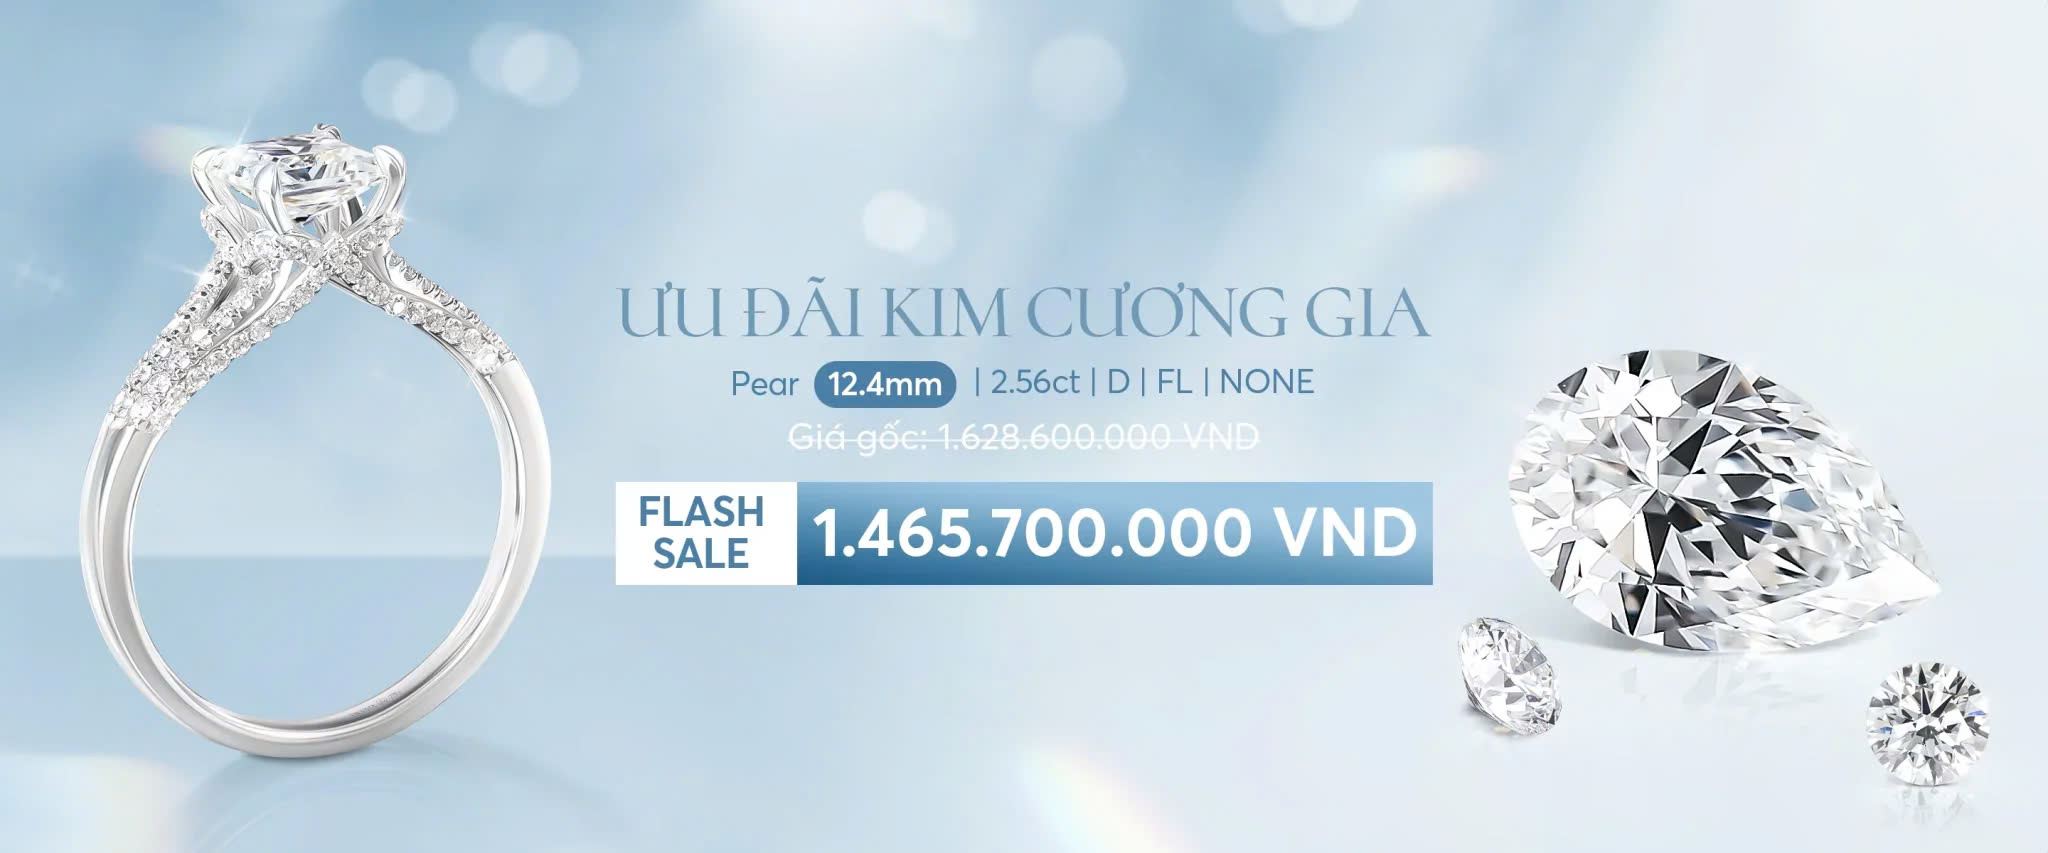 ƯU ĐÃI KIM CƯƠNG GIA
Pear 12.4mm | 2.56ct | D | FL | NONE
Giá gốc: 1.628.600.000 VND
FLASH SALE
1.465.700.000 VND